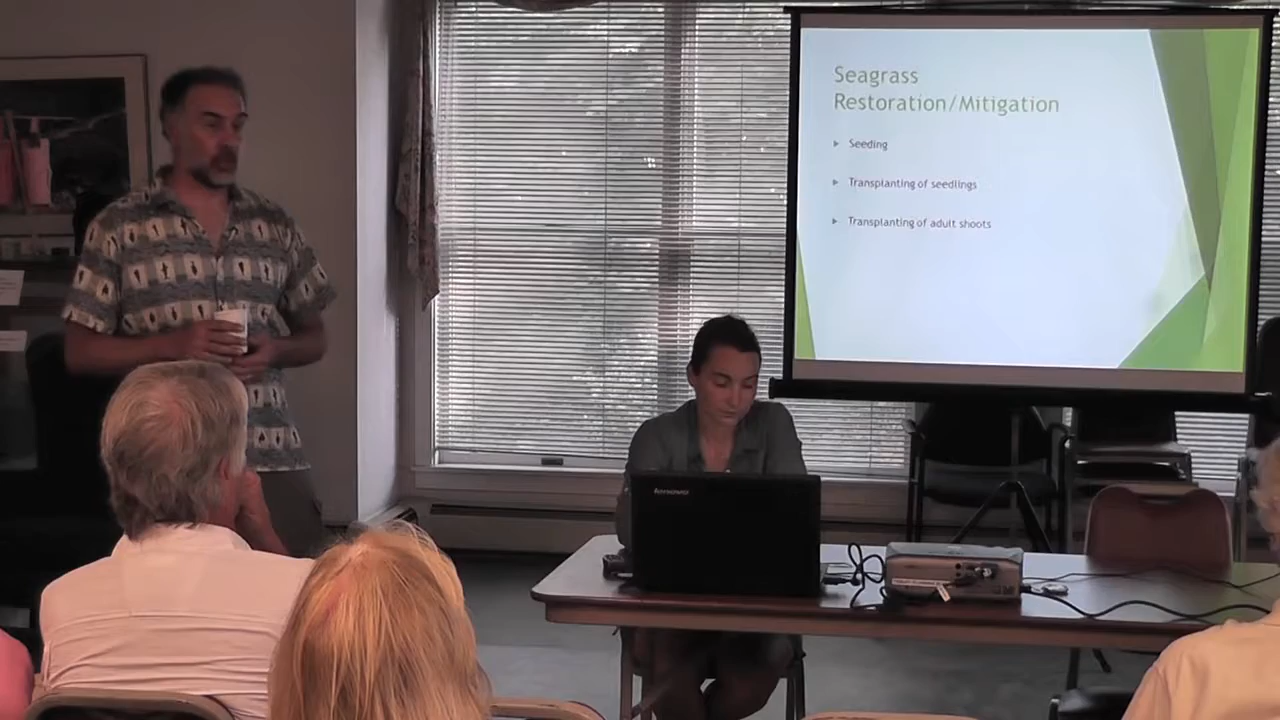 Seagrass
Restoration/Mitigation
Seeding
Transplanting of seedlings
Transplanting of adult shoots
lenovo